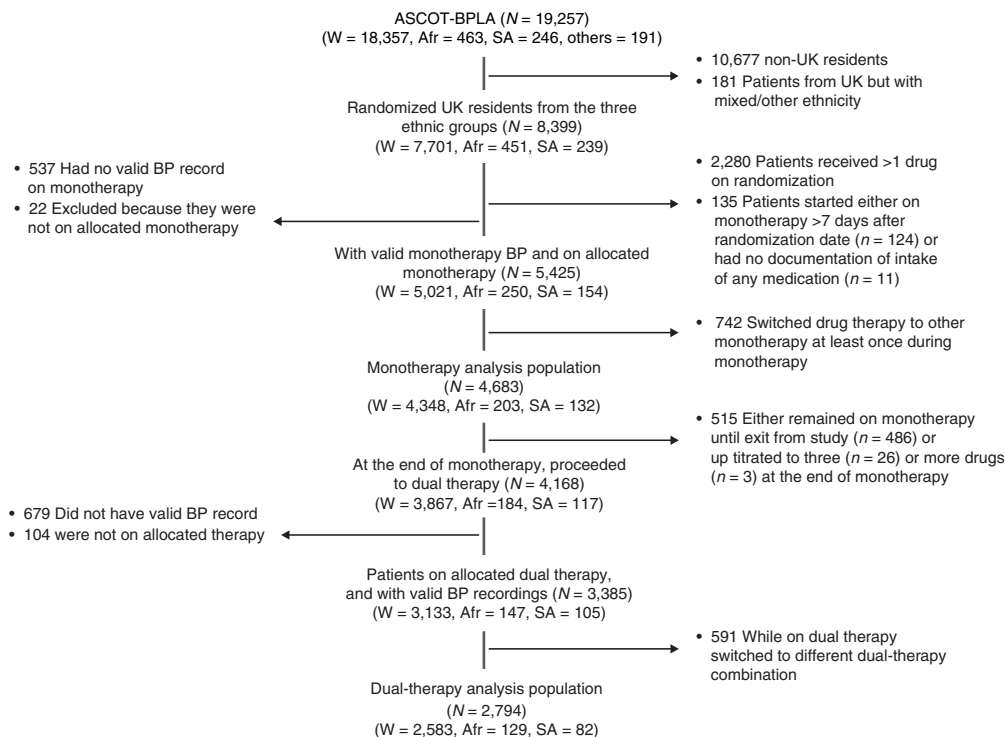 ASCOT-BPLA (N = 19,257)
(W = 18,357, Afr = 463, SA = 246, others = 191)
• 10,677 non-UK residents
• 181 Patients from UK but with
mixed/other ethnicity
Randomized UK residents from the three
ethnic groups (N = 8,399)
(W = 7,701, Afr = 451, SA = 239)
• 537 Had no valid BP record
on monotherapy
• 22 Excluded because they were
not on allocated monotherapy
• 2,280 Patients received >1 drug
on randomization
• 135 Patients started either on
monotherapy >7 days after
randomization date (n = 124) or
had no documentation of intake
of any medication (n = 11)
With valid monotherapy BP and on allocated
monotherapy (N = 5,425)
(W = 5,021, Afr = 250, SA = 154)
• 742 Switched drug therapy to other
monotherapy at least once during
monotherapy
Monotherapy analysis population
(N = 4,683)
(W = 4,348, Afr = 203, SA = 132)
• 515 Either remained on monotherapy
until exit from study (n = 486) or
up titrated to three (n = 26) or more drugs
(n = 3) at the end of monotherapy
At the end of monotherapy, proceeded
to dual therapy (N = 4,168)
(W = 3,867, Afr =184, SA = 117)
• 679 Did not have valid BP record
• 104 were not on allocated therapy
Patients on allocated dual therapy,
and with valid BP recordings (N = 3,385)
(W = 3,133, Afr = 147, SA = 105)
• 591 While on dual therapy
switched to different dual-therapy
combination
Dual-therapy analysis population
(N = 2,794)
(W = 2,583, Afr = 129, SA = 82)